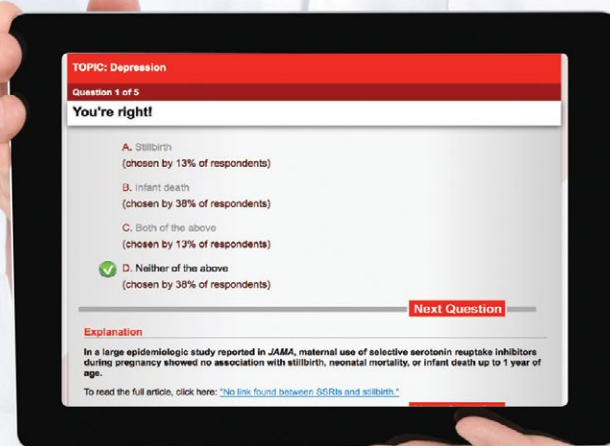 TOPIC: Depression
Question 1 of 5
You're right!
A. Stillbirth
(chosen by 13% of respondents)
B. Infant death
(chosen by 38% of respondents)
C. Both of the above
(chosen by 13% of respondents)
D. Neither of the above
(chosen by 38% of respondents)
Next Question
Explanation
In a large epidemiologic study reported in JAMA, maternal use of selective serotonin reuptake inhibitors
during pregnancy showed no association with stillbirth, neonatal mortality, or infant death up to 1 year of
age.
To read the full article, click here: "No link found between SSRIs and stillbirth."